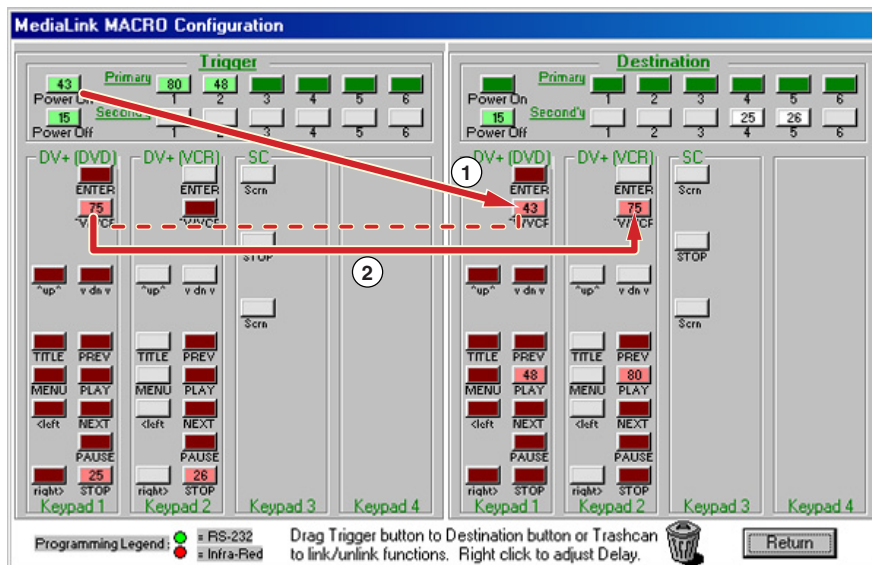 MediaLink MACRO Configuration
Trigger
Primary
43 80 48
Power On 1 2 3 4 5 6
Second'y
15
Power Off 1 2 3 4 5 6
DV+ (DVD) DV+ (VCR) SC
ENTER ENTER Scrn
75
STOP
^up^ v dn v ^up^ v dn v
Scrn
TITLE PREV TITLE PREV
MENU PLAY MENU PLAY
<left NEXT <left NEXT
PAUSE PAUSE
25 26
right> STOP right> STOP
Keypad 1 Keypad 2 Keypad 3 Keypad 4
Destination
Primary
Power On 1 2 3 4 5 6
Second'y
15 25 26
Power Off 1 2 3 4 5 6
DV+ (DVD) DV+ (VCR) SC
ENTER ENTER Scrn
43 75
STOP
^up^ v dn v ^up^ v dn v
Scrn
TITLE PREV TITLE PREV
48 80
MENU PLAY MENU PLAY
<left NEXT <left NEXT
PAUSE PAUSE
right> STOP right> STOP
Keypad 1 Keypad 2 Keypad 3 Keypad 4
1
2
Programming Legend: = RS-232
= Infra-Red
Drag Trigger button to Destination button or Trashcan
to link/unlink functions. Right click to adjust Delay.
Return